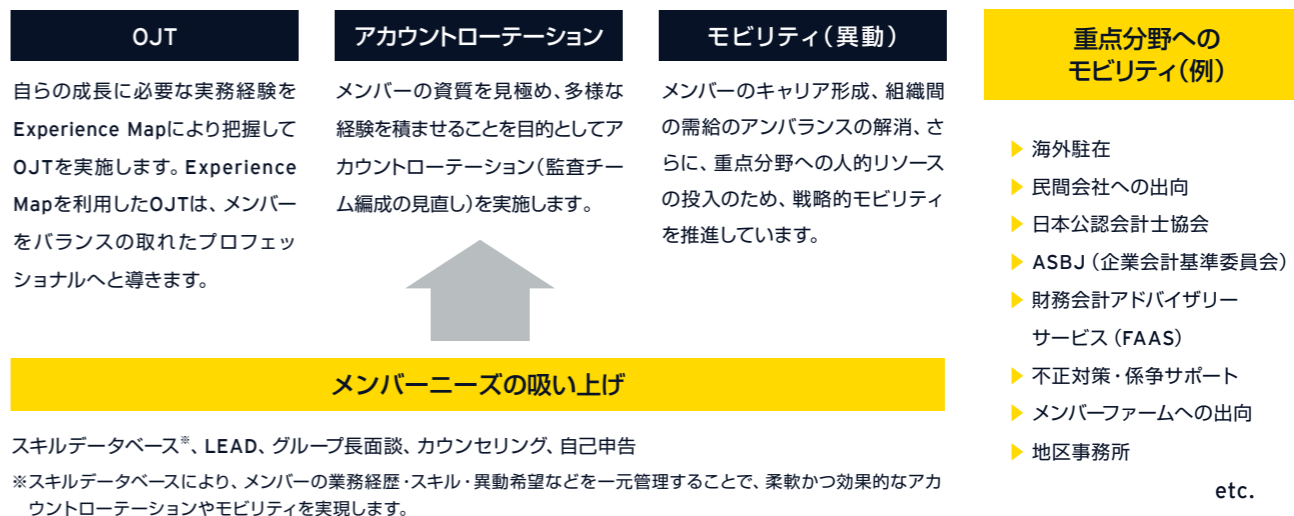 OJT
自らの成長に必要な実務経験を
Experience Mapにより把握して
OJTを実施します。Experience
Mapを利用したOJTは、メンバー
をバランスの取れたプロフェッ
ショナルへと導きます。
アカウントローテーション
メンバーの資質を見極め、多様な
経験を積ませることを目的としてア
カウントローテーション（監査チー
ム編成の見直し）を実施します。
モビリティ（異動）
メンバーのキャリア形成、組織間
の需給のアンバランスの解消、さ
らに、重点分野への人的リソース
の投入のため、戦略的モビリティ
を推進しています。
メンバーニーズの吸い上げ
スキルデータベース※、LEAD、グループ長面談、カウンセリング、自己申告
※スキルデータベースにより、メンバーの業務経歴・スキル・異動希望などを一元管理することで、柔軟かつ効果的なアカ
ウントローテーションやモビリティを実現します。
重点分野への
モビリティ（例）
▶ 海外駐在
▶ 民間会社への出向
▶ 日本公認会計士協会
▶ ASBJ（企業会計基準委員会）
▶ 財務会計アドバイザリー
サービス（FAAS）
▶ 不正対策・係争サポート
▶ メンバーファームへの出向
▶ 地区事務所
etc.